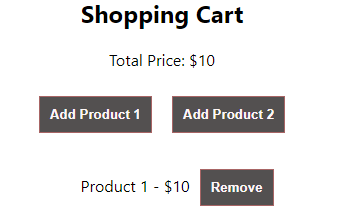 Shopping Cart
Total Price: $10
Add Product 1 Add Product 2
Product 1 - $10 Remove